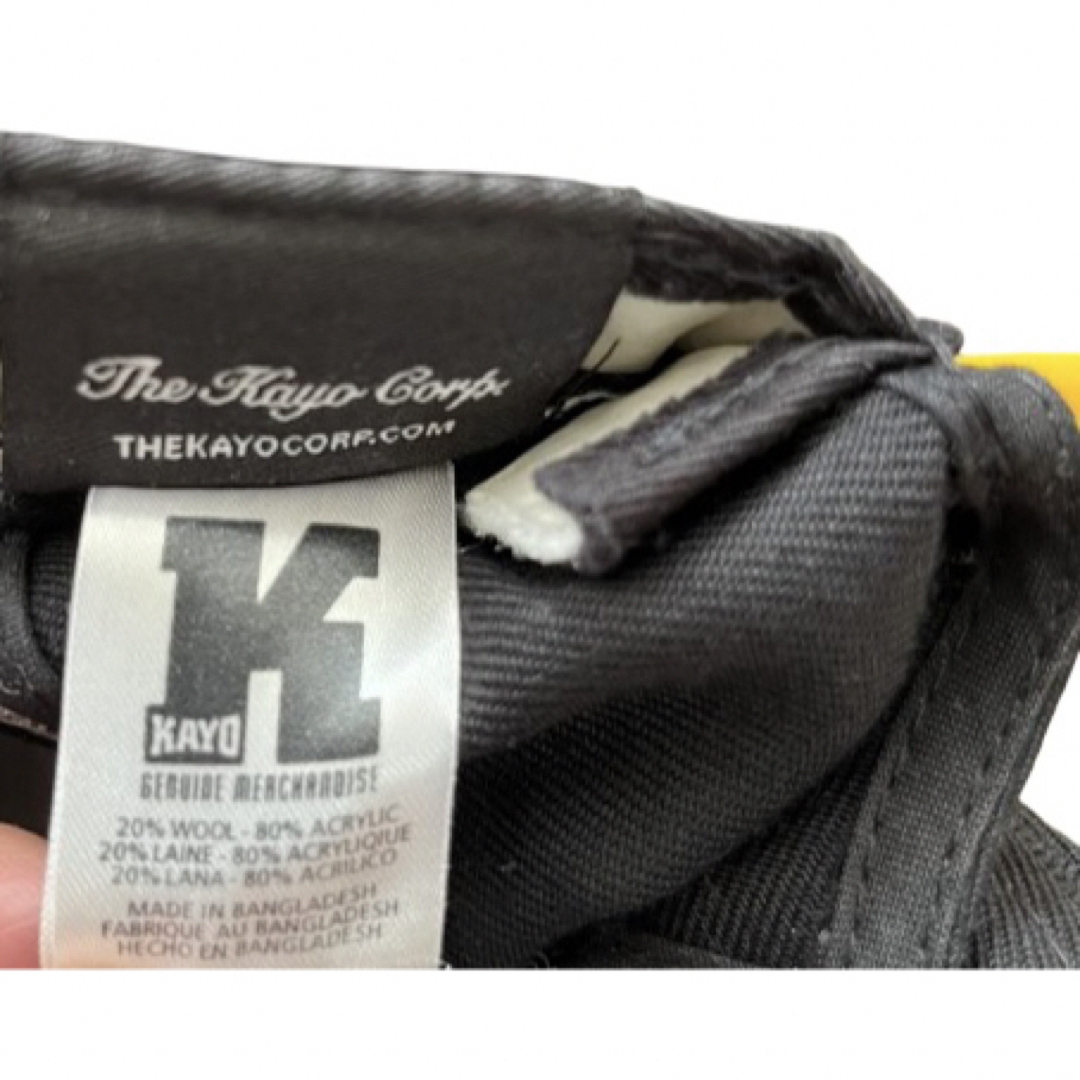 The Kayo Corp.
THEKAYOCORP.COM
K
KAYO
GENUINE MERCHANDISE
20% WOOL - 80% ACRYLIC
20% LAINE - 80% ACRYLIQUE
20% LANA - 80% ACRILICO
MADE IN BANGLADESH
FABRIQUE AU BANGLADESH
HECHO EN BANGLADESH